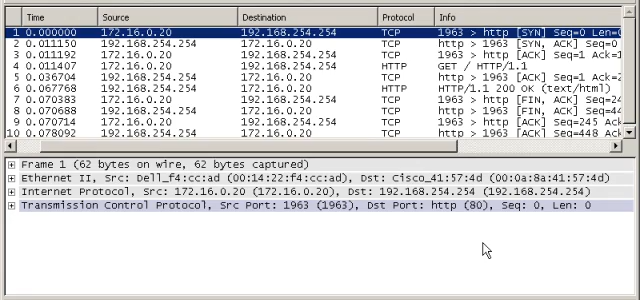 Time Source Destination Protocol Info
1 0.000000 172.16.0.20 192.168.254.254 TCP 1963 > http [SYN] Seq=0 Len=
2 0.011150 192.168.254.254 172.16.0.20 TCP http > 1963 [SYN, ACK] Seq=0
3 0.011192 172.16.0.20 192.168.254.254 TCP 1963 > http [ACK] Seq=1 Ack=
4 0.011407 172.16.0.20 192.168.254.254 HTTP GET / HTTP/1.1
5 0.036704 192.168.254.254 172.16.0.20 TCP http > 1963 [ACK] Seq=1 Ack=2
6 0.067768 192.168.254.254 172.16.0.20 HTTP HTTP/1.1 200 OK (text/html)
7 0.070383 172.16.0.20 192.168.254.254 TCP 1963 > http [FIN, ACK] Seq=24
8 0.070688 192.168.254.254 172.16.0.20 TCP http > 1963 [FIN, ACK] Seq=44
9 0.070714 172.16.0.20 192.168.254.254 TCP 1963 > http [ACK] Seq=245 Ack
10 0.078092 192.168.254.254 172.16.0.20 TCP http > 1963 [ACK] Seq=448 Ac
Frame 1 (62 bytes on wire, 62 bytes captured)
Ethernet II, Src: Dell_f4:cc:ad (00:14:22:f4:cc:ad), Dst: Cisco_41:57:4d (00:0a:8a:41:57:4d)
Internet Protocol, Src: 172.16.0.20 (172.16.0.20), Dst: 192.168.254.254 (192.168.254.254)
Transmission Control Protocol, Src Port: 1963 (1963), Dst Port: http (80), Seq: 0, Len: 0